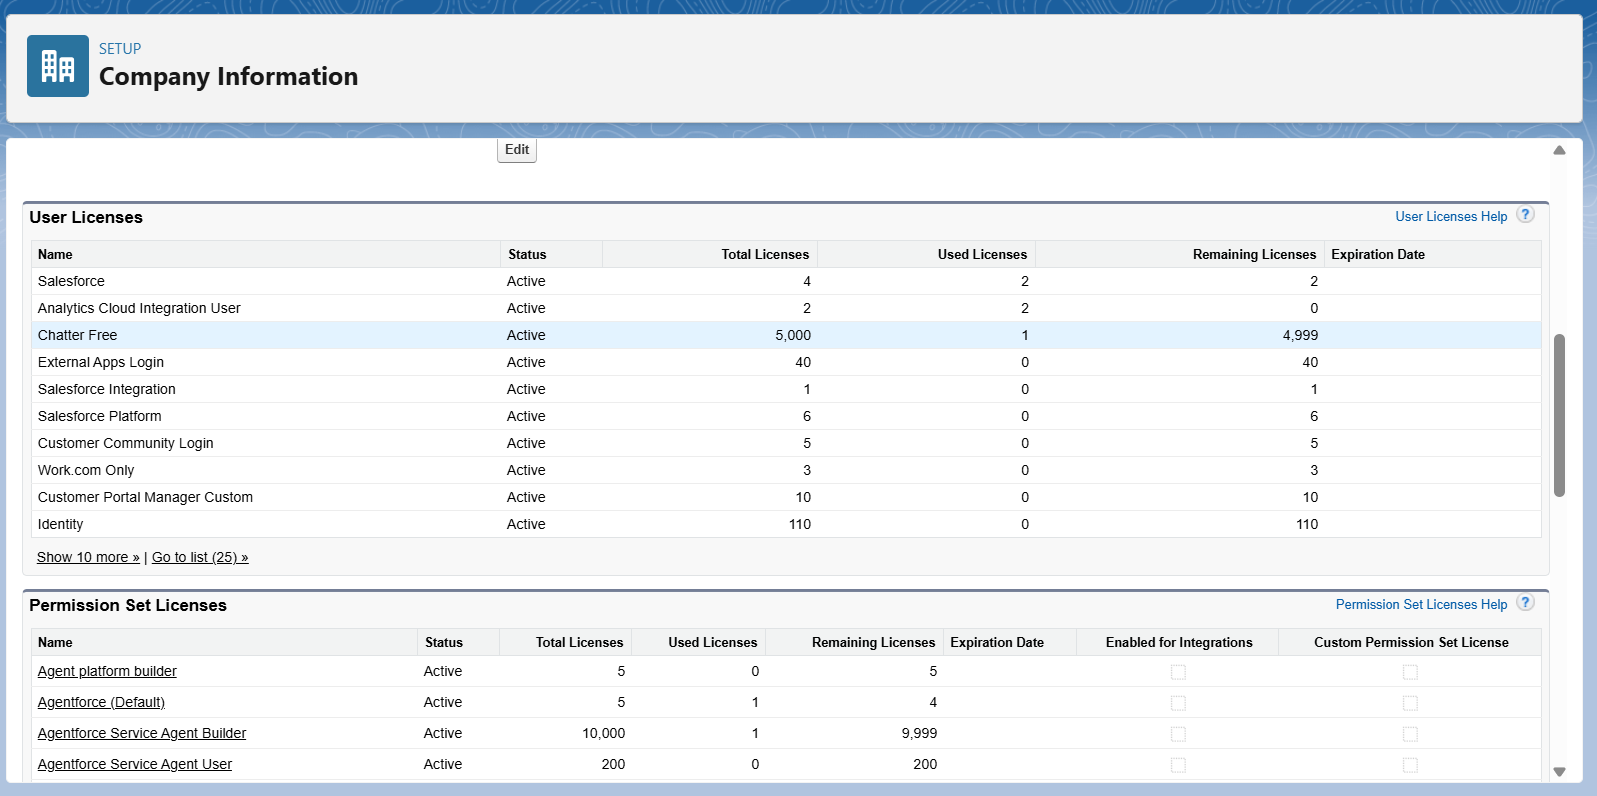 SETUP
Company Information
Edit
User Licenses
User Licenses Help ?
Name Status Total Licenses Used Licenses Remaining Licenses Expiration Date
Salesforce Active 4 2 2
Analytics Cloud Integration User Active 2 2 0
Chatter Free Active 5,000 1 4,999
External Apps Login Active 40 0 40
Salesforce Integration Active 1 0 1
Salesforce Platform Active 6 0 6
Customer Community Login Active 5 0 5
Work.com Only Active 3 0 3
Customer Portal Manager Custom Active 10 0 10
Identity Active 110 0 110
Show 10 more » | Go to list (25) »
Permission Set Licenses
Permission Set Licenses Help ?
Name Status Total Licenses Used Licenses Remaining Licenses Expiration Date Enabled for Integrations Custom Permission Set License
Agent platform builder Active 5 0 5
Agentforce (Default) Active 5 1 4
Agentforce Service Agent Builder Active 10,000 1 9,999
Agentforce Service Agent User Active 200 0 200